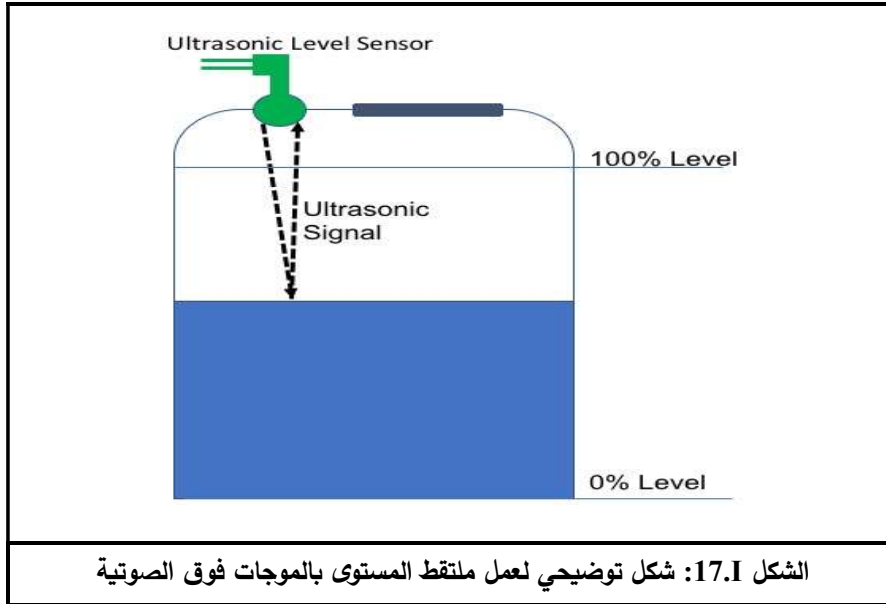 Ultrasonic Level Sensor
100% Level
Ultrasonic
Signal
0% Level
الشكل 17.I: شكل توضيحي لعمل ملتقط المستوى بالموجات فوق الصوتية